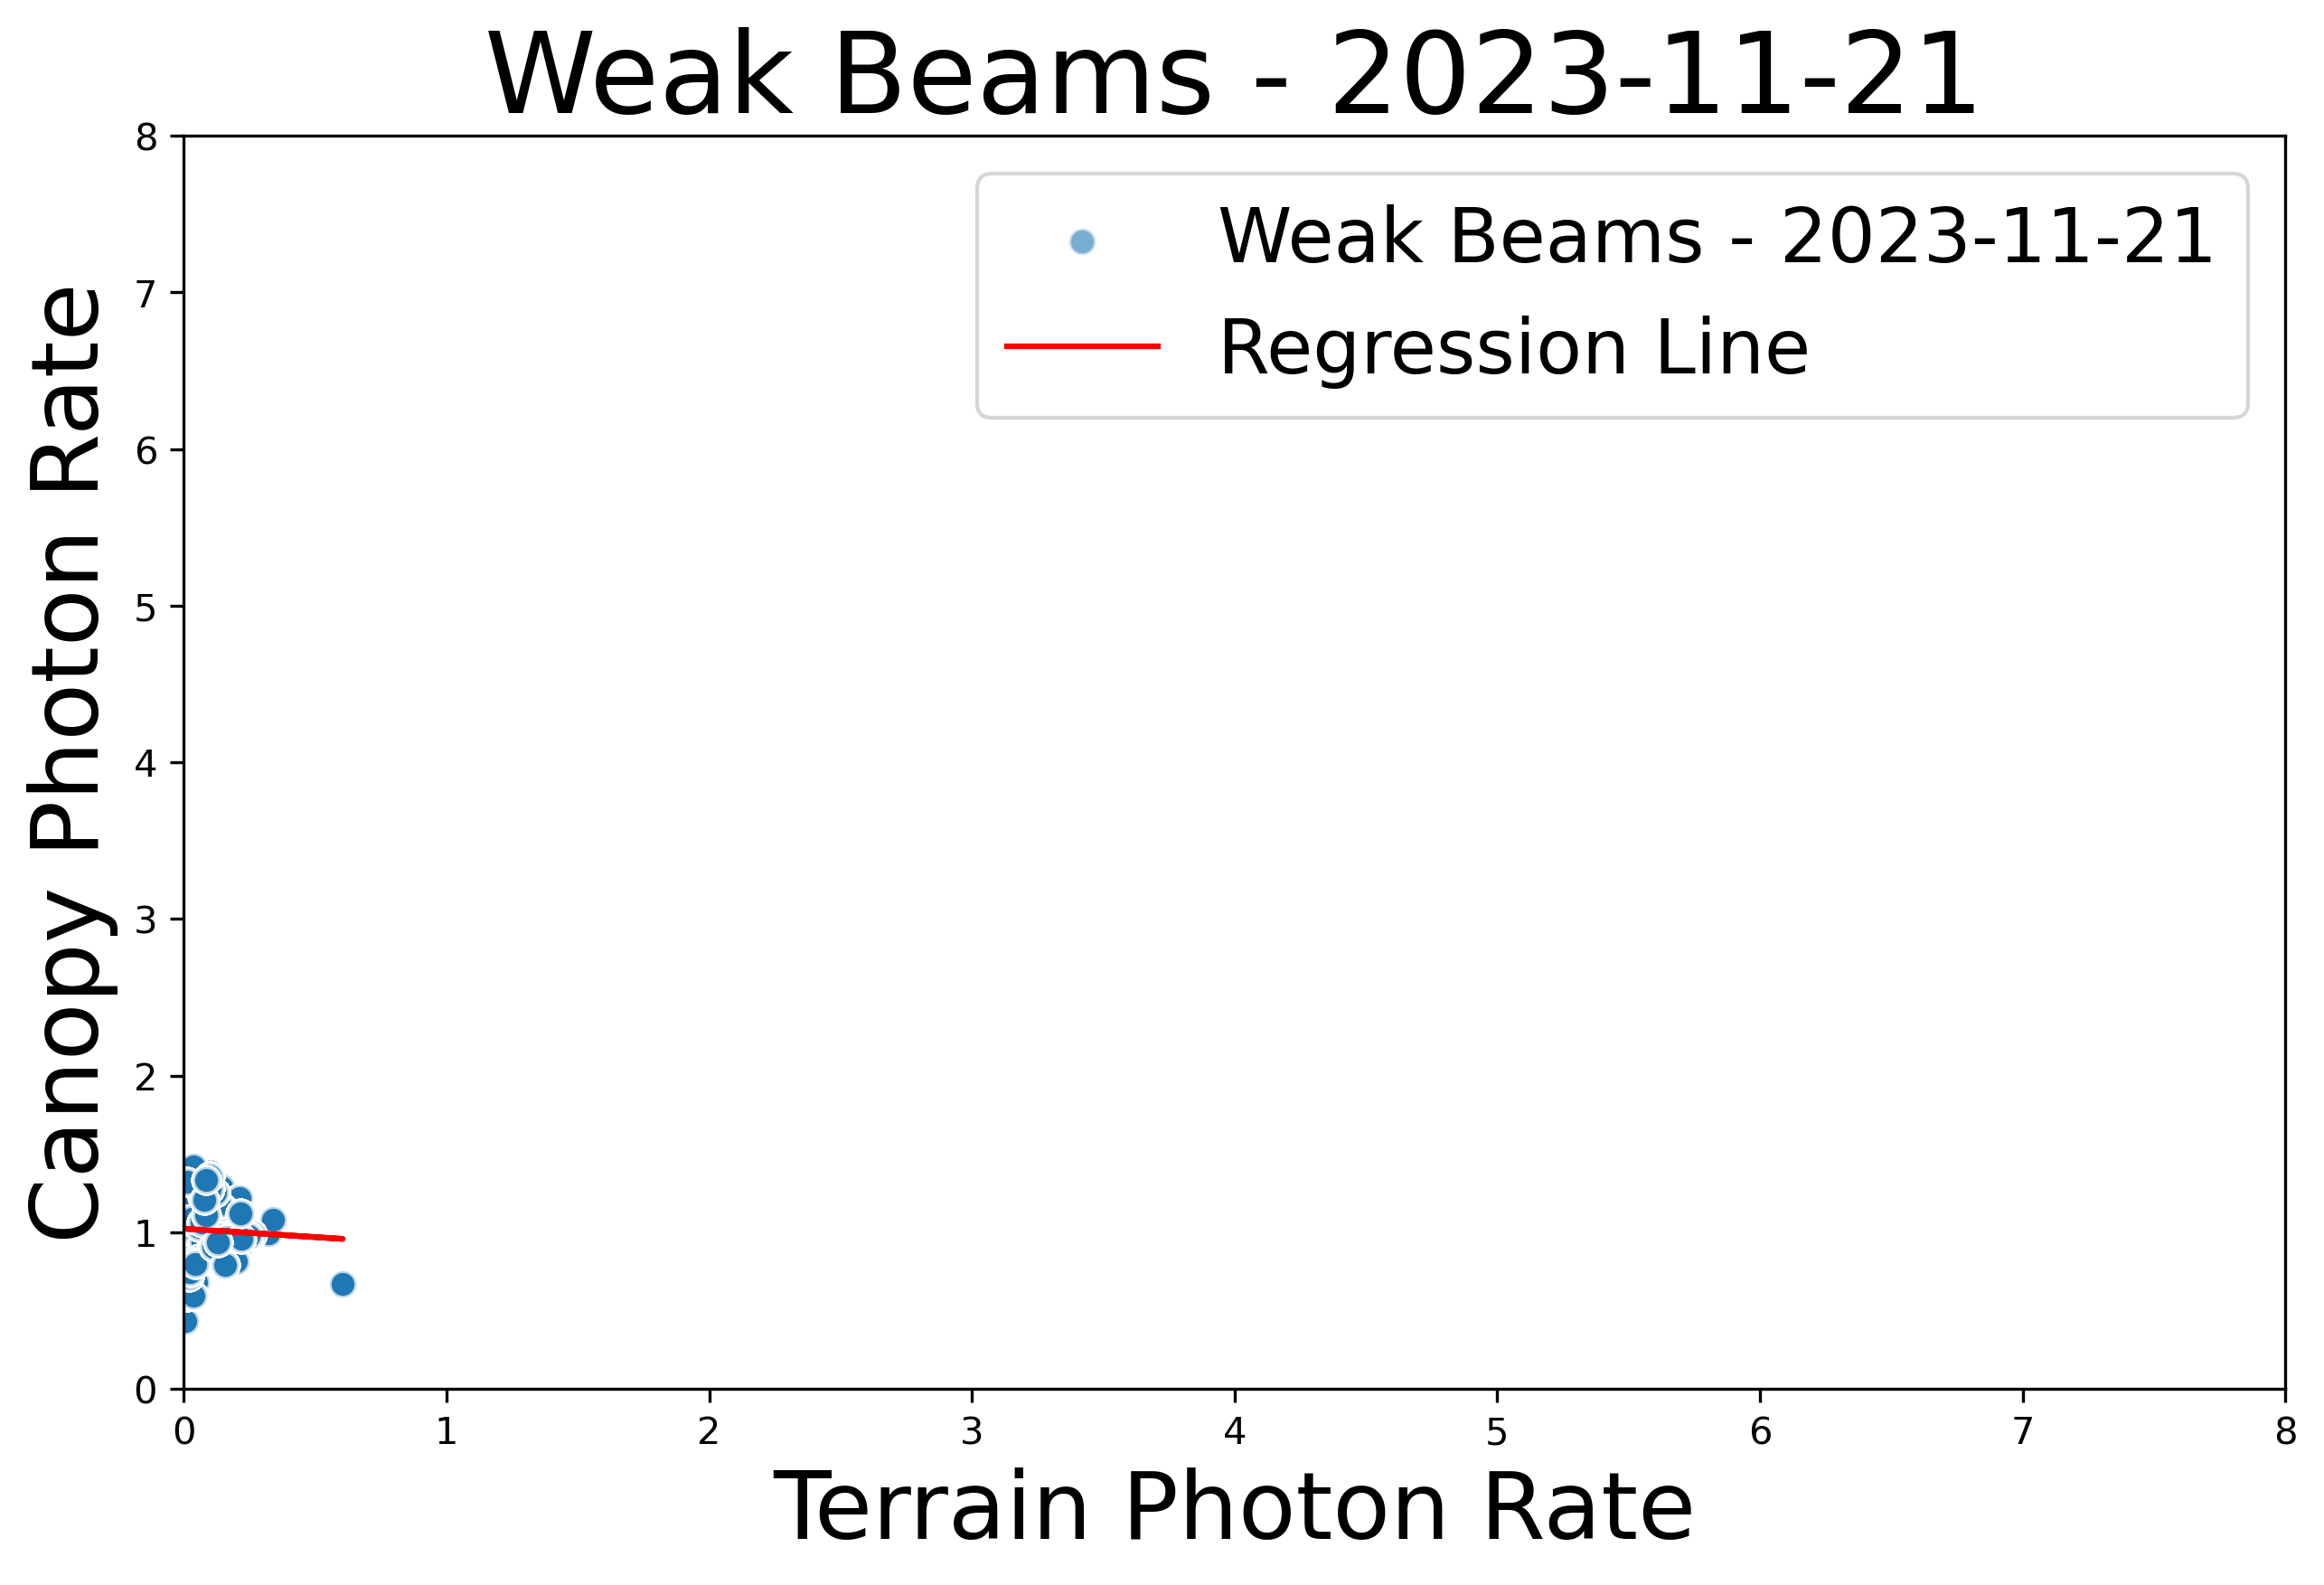 Weak Beams - 2023-11-21
Weak Beams - 2023-11-21
Regression Line
Canopy Photon Rate
8
7
6
5
4
3
2
1
0
0 1 2 3 4 5 6 7 8
Terrain Photon Rate